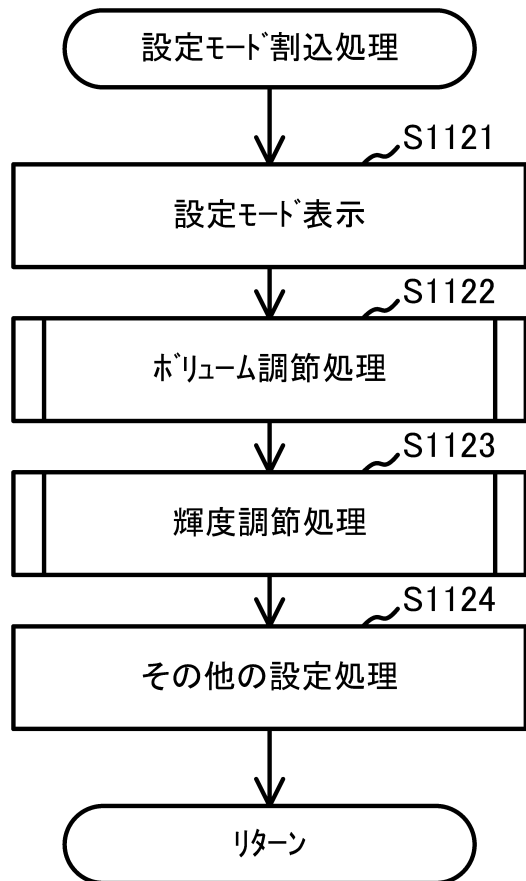 設定ﾓｰﾄﾞ割込処理
S1121
設定ﾓｰﾄﾞ表示
S1122
ﾎﾞﾘｭｰﾑ調節処理
S1123
輝度調節処理
S1124
その他の設定処理
ﾘﾀｰﾝ